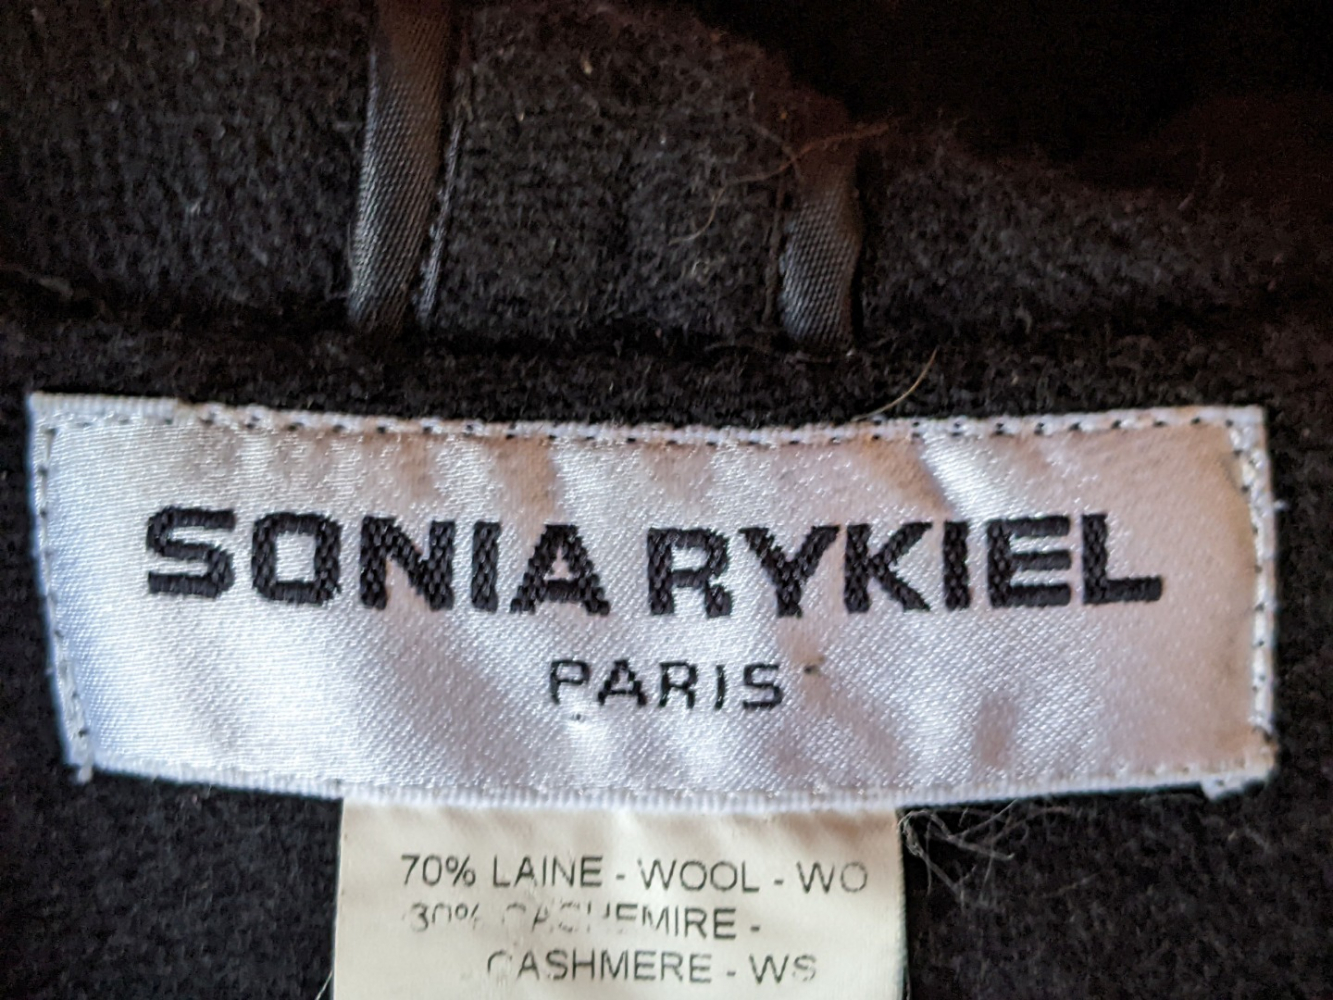 SONIA RYKIEL
PARIS
70% LAINE - WOOL - WO
30% CACHEMIRE -
CASHMERE - WS